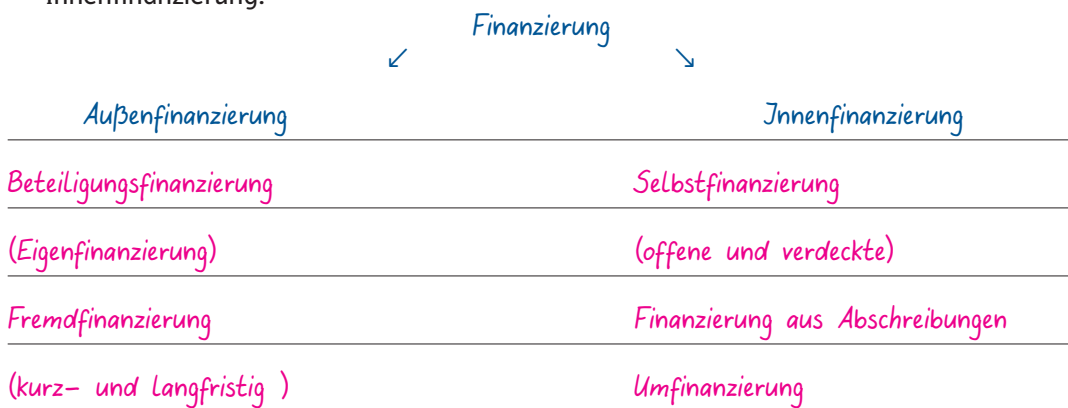 Innenfinanzierung.
Finanzierung
↙ ↘
Außenfinanzierung Innenfinanzierung
Beteiligungsfinanzierung Selbstfinanzierung
(Eigenfinanzierung) (offene und verdeckte)
Fremdfinanzierung Finanzierung aus Abschreibungen
(kurz- und langfristig ) Umfinanzierung